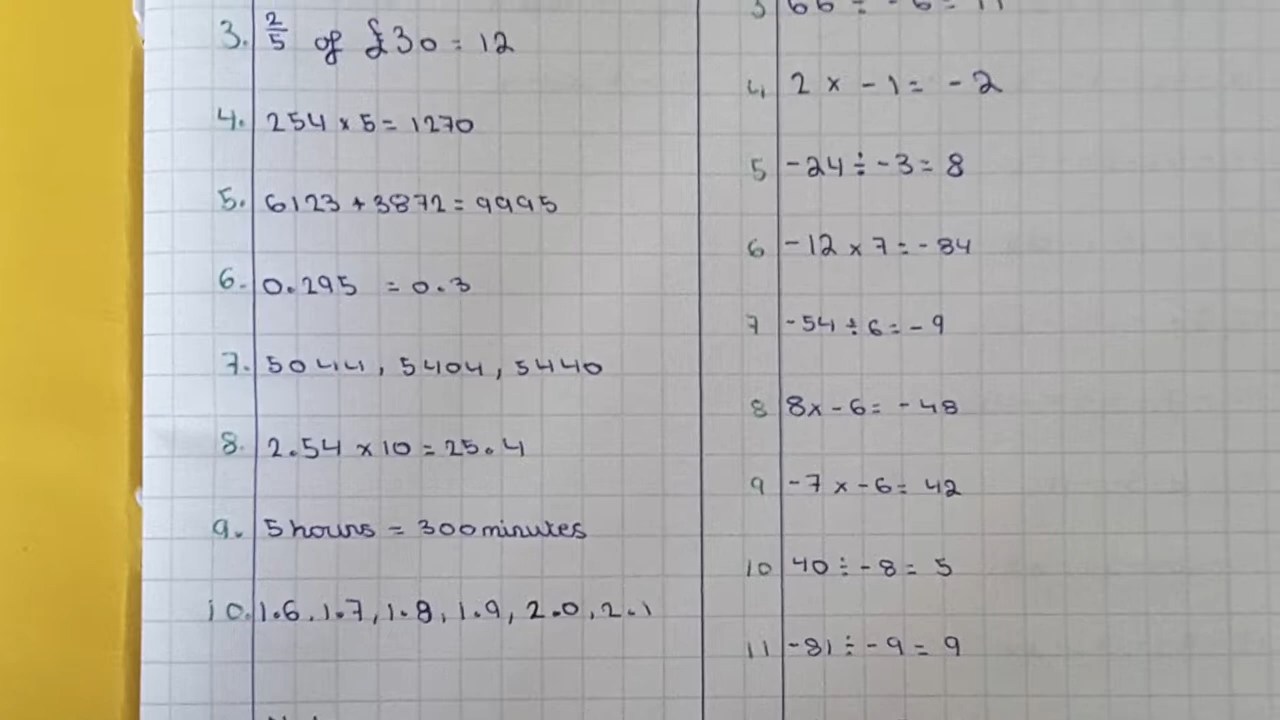 3. 2/5 of £30 = 12
4. 254 × 5 = 1270
5. 6123 + 3872 = 9995
6. 0.295 = 0.3
7. 5044, 5404, 5440
8. 2.54 × 10 = 25.4
9. 5 hours = 300 minutes
10. 1.6, 1.7, 1.8, 1.9, 2.0, 2.1
3 66 ÷ -6 = 11
4 2 × -1 = -2
5 -24 ÷ -3 = 8
6 -12 × 7 = -84
7 -54 ÷ 6 = -9
8 8 × -6 = -48
9 -7 × -6 = 42
10 40 ÷ -8 = 5
11 -81 ÷ -9 = 9